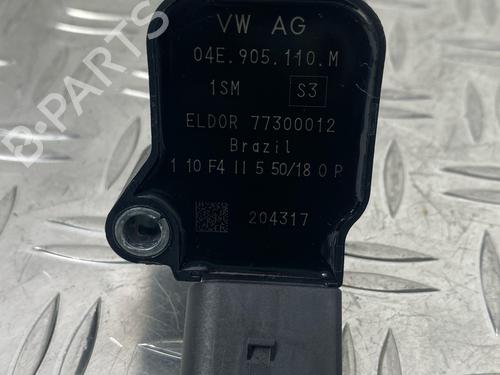 VW AG
04E.905.110.M
1SM S3
ELDOR 77300012
Brazil
1 10 F4 II 5 50/18 0 R
204317
B-PARTS